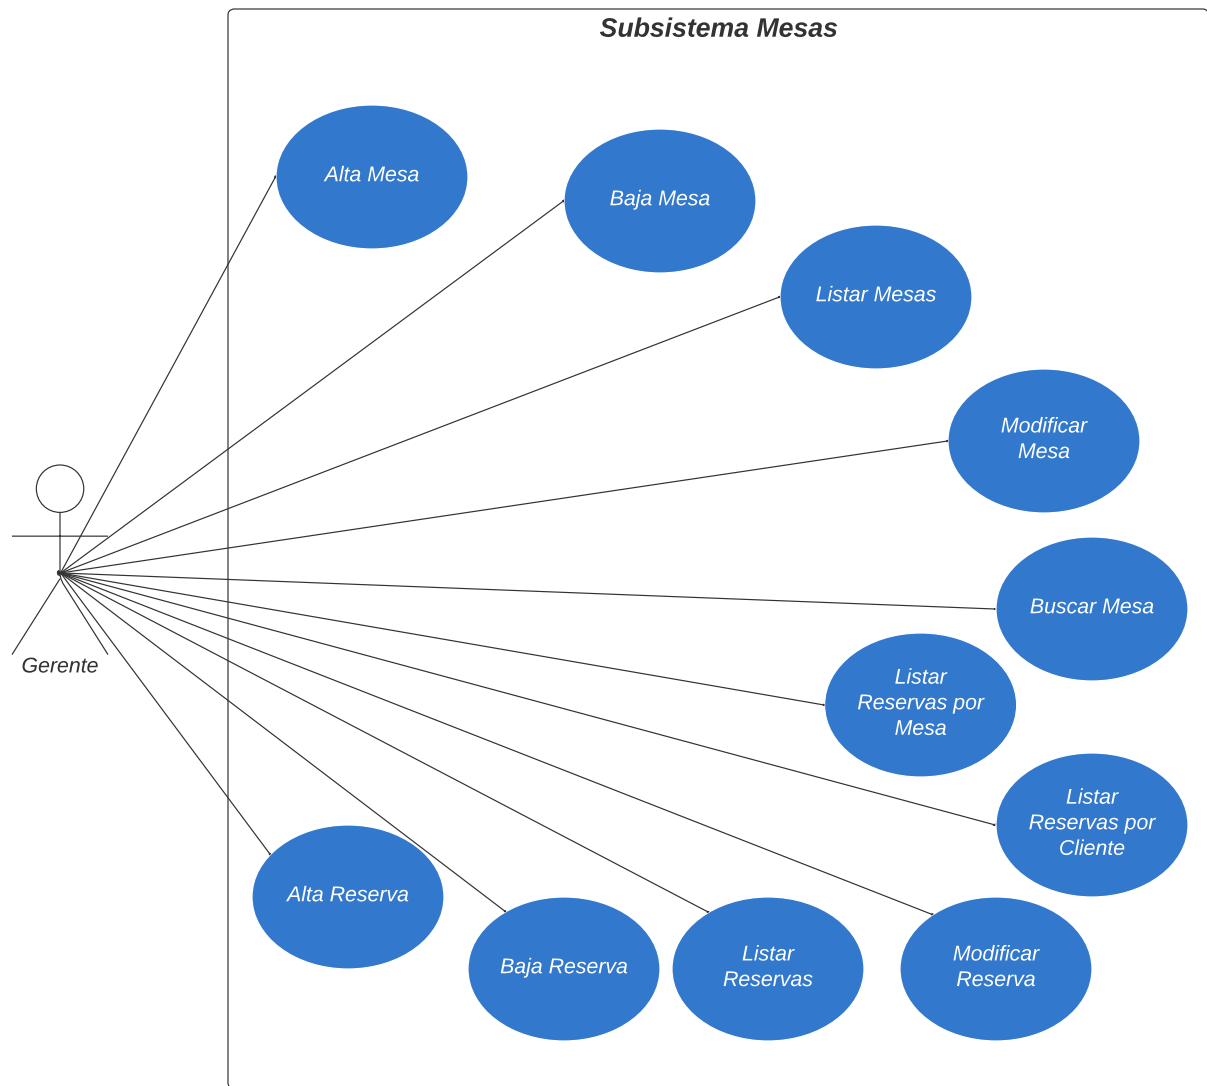 Subsistema Mesas
Alta Mesa
Baja Mesa
Listar Mesas
Modificar
Mesa
Buscar Mesa
Gerente
Listar
Reservas por
Mesa
Listar
Reservas por
Cliente
Alta Reserva
Baja Reserva
Listar
Reservas
Modificar
Reserva